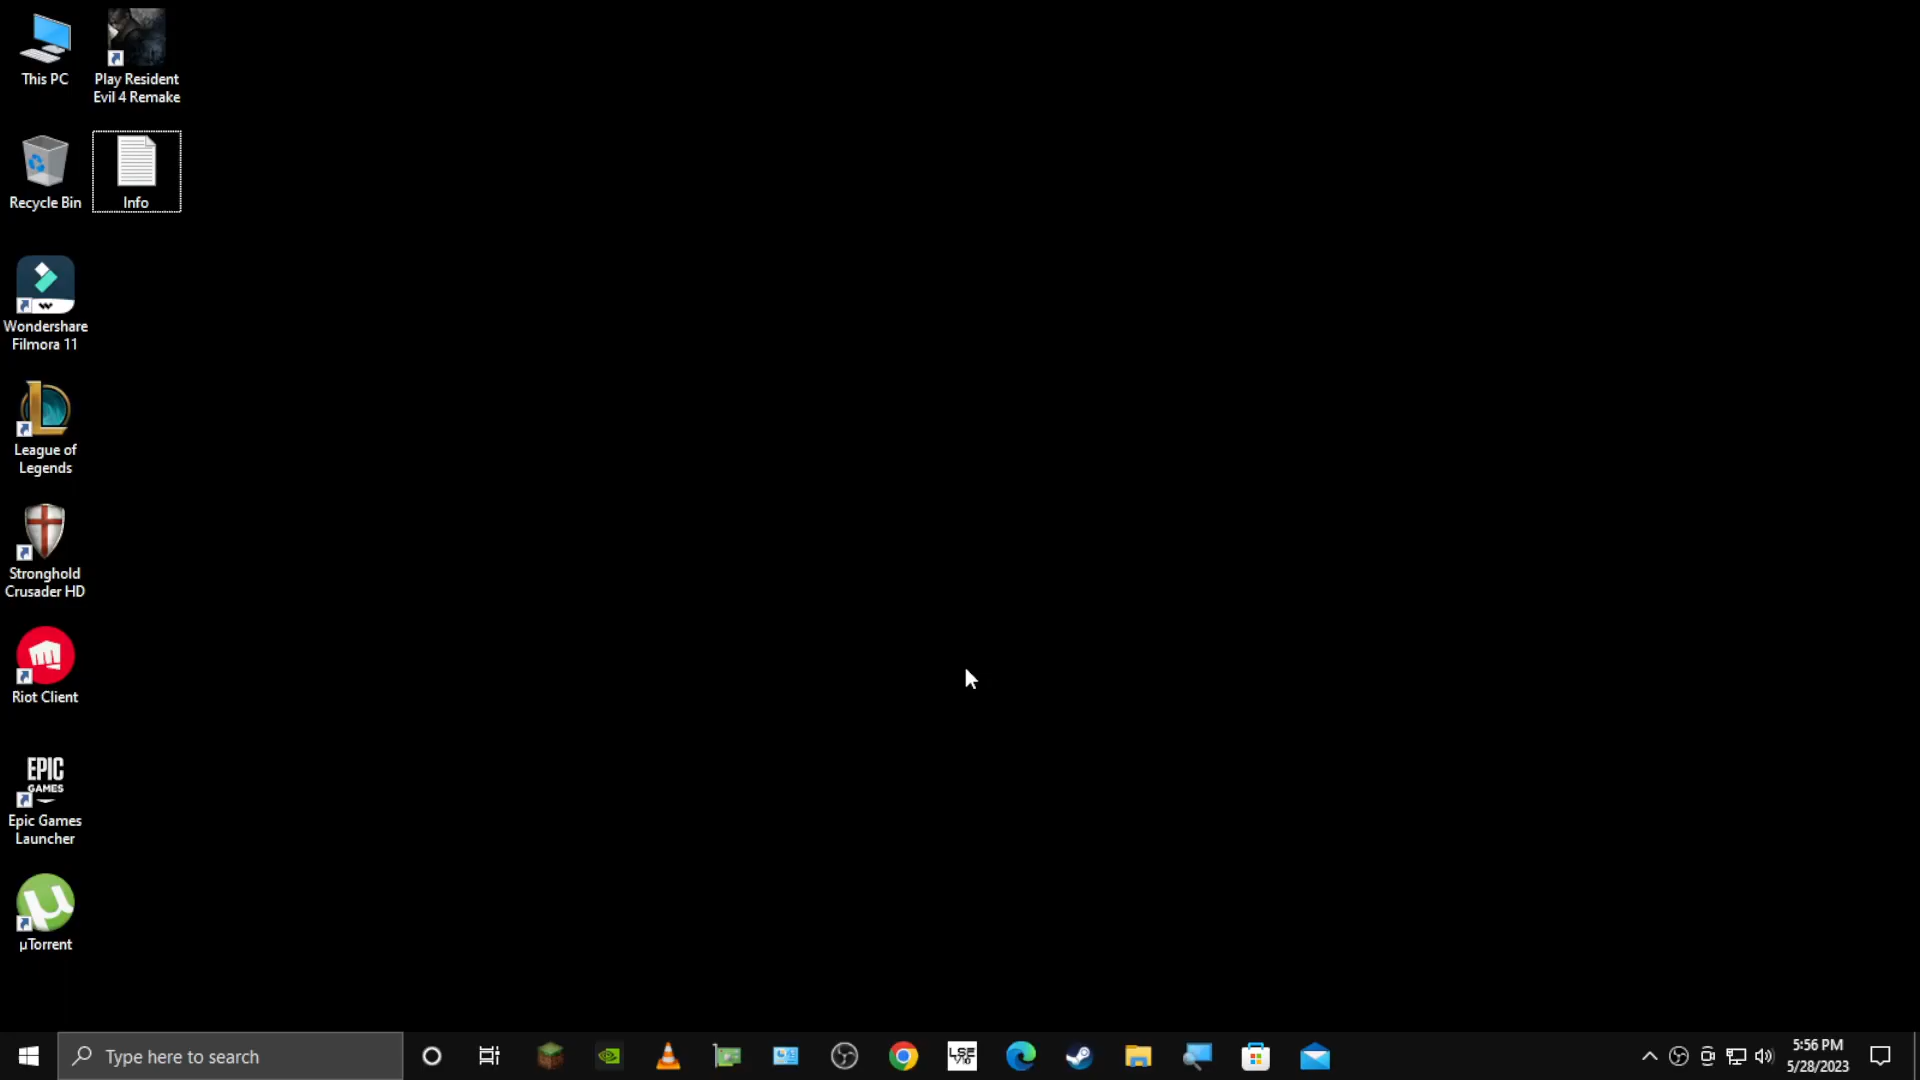 This PC
Play Resident
Evil 4 Remake
Recycle Bin
Info
Wondershare
Filmora 11
League of
Legends
Stronghold
Crusader HD
Riot Client
EPIC
GAMES
Epic Games
Launcher
µTorrent
Type here to search
LSF
5:56 PM
5/28/2023